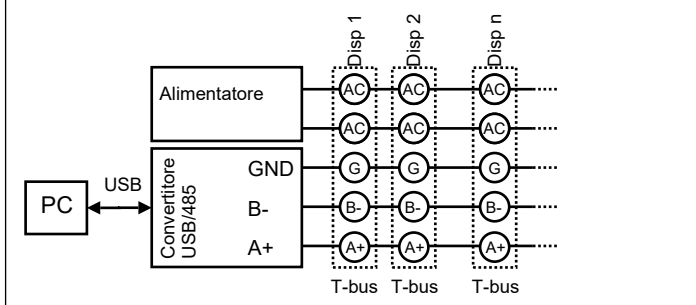 Disp 1
Disp 2
Disp n
Alimentatore
AC
AC
AC
AC
AC
AC
Convertitore
USB/485
GND
G
G
G
PC
USB
B-
B-
B-
B-
A+
A+
A+
A+
T-bus
T-bus
T-bus